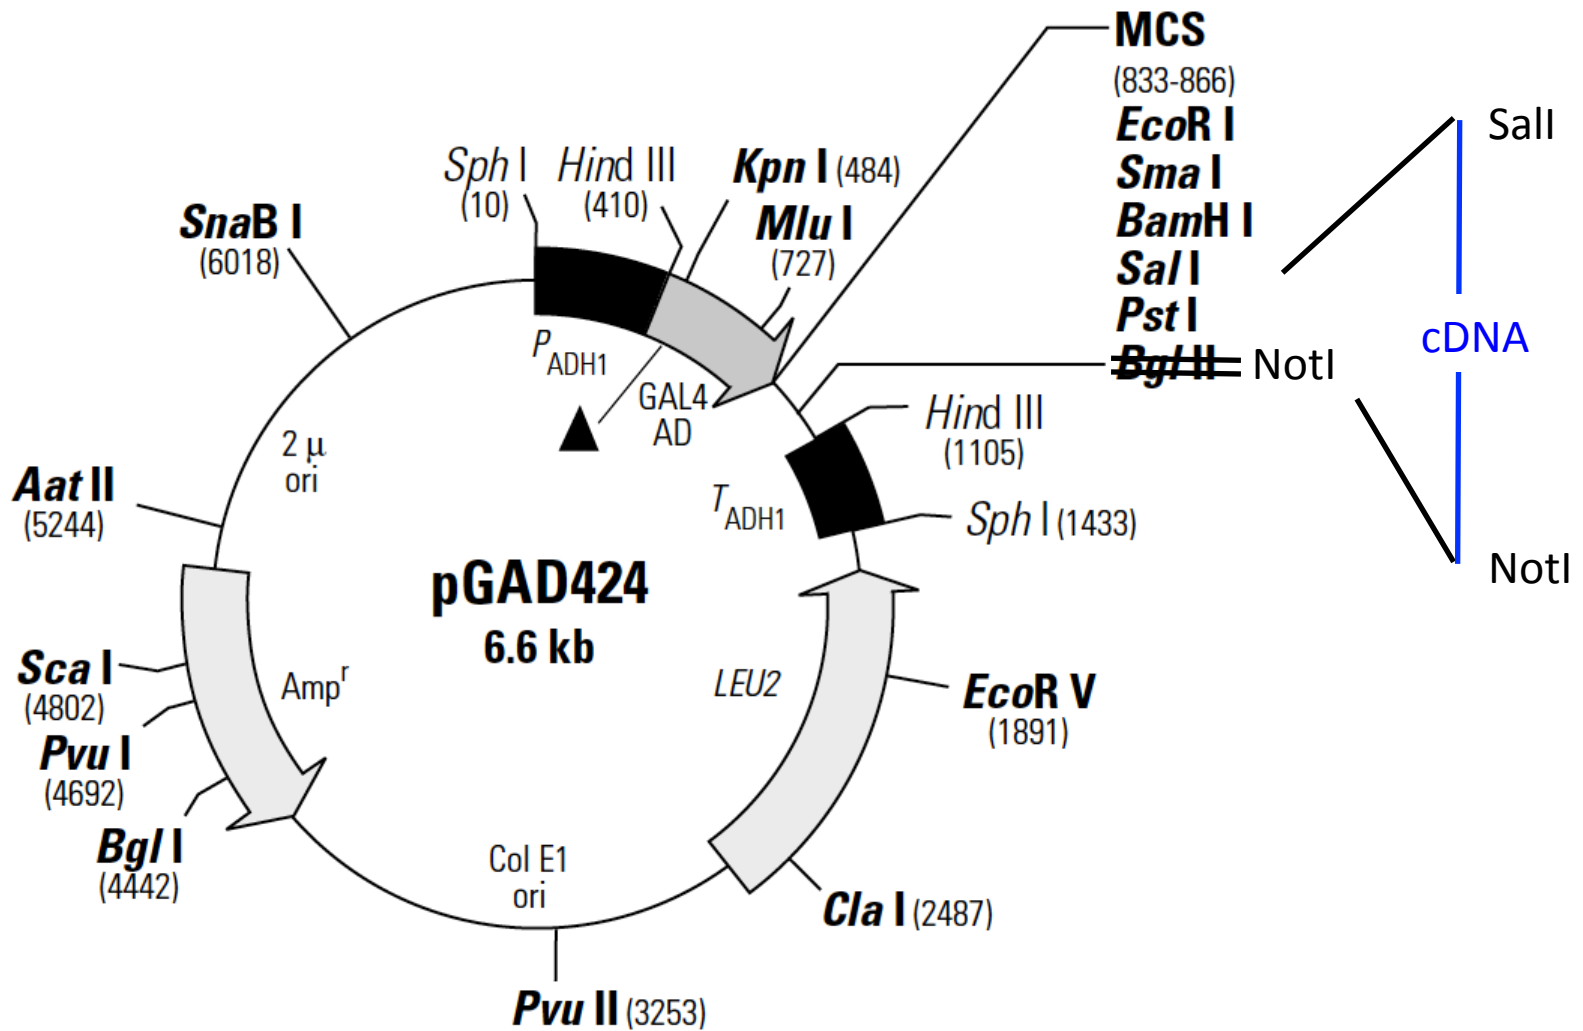 MCS
(833-866)
EcoR I
Sma I
BamH I
Sal I
Pst I
Bgl II NotI
SalI
cDNA
NotI
Sph I
(10)
Hind III
(410)
Kpn I (484)
Mlu I
(727)
SnaB I
(6018)
P ADH1
GAL4
AD
Hind III
(1105)
T ADH1
Sph I (1433)
2 μ
ori
Aat II
(5244)
pGAD424
6.6 kb
Sca I
(4802)
Pvu I
(4692)
Bgl I
(4442)
Ampr
LEU2
EcoR V
(1891)
Col E1
ori
Cla I (2487)
Pvu II (3253)